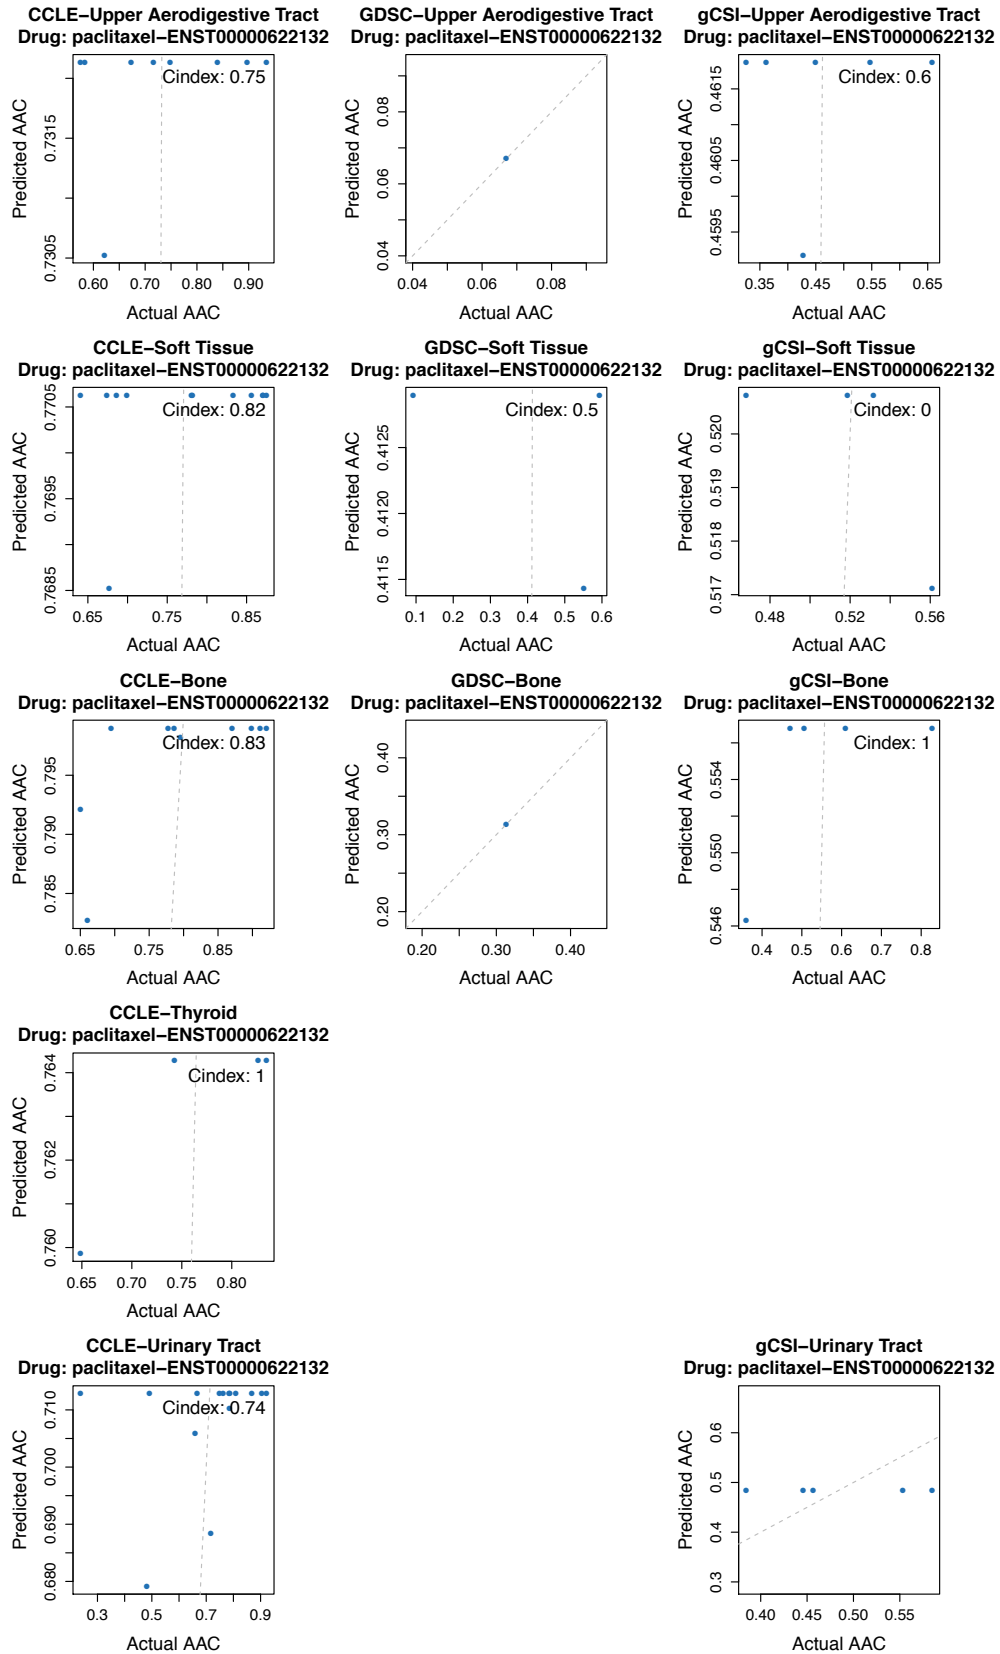 CCLE−Upper Aerodigestive Tract
Drug: paclitaxel−ENST00000622132
Cindex: 0.75
Predicted AAC
0.7305 0.7315
0.60 0.70 0.80 0.90
Actual AAC
GDSC−Upper Aerodigestive Tract
Drug: paclitaxel−ENST00000622132
Predicted AAC
0.04 0.06 0.08
0.04 0.06 0.08
Actual AAC
gCSI−Upper Aerodigestive Tract
Drug: paclitaxel−ENST00000622132
Cindex: 0.6
Predicted AAC
0.4595 0.4605 0.4615
0.35 0.45 0.55 0.65
Actual AAC
CCLE−Soft Tissue
Drug: paclitaxel−ENST00000622132
Cindex: 0.82
Predicted AAC
0.7685 0.7695 0.7705
0.65 0.75 0.85
Actual AAC
GDSC−Soft Tissue
Drug: paclitaxel−ENST00000622132
Cindex: 0.5
Predicted AAC
0.4115 0.4120 0.4125
0.1 0.2 0.3 0.4 0.5 0.6
Actual AAC
gCSI−Soft Tissue
Drug: paclitaxel−ENST00000622132
Cindex: 0
Predicted AAC
0.517 0.518 0.519 0.520
0.48 0.52 0.56
Actual AAC
CCLE−Bone
Drug: paclitaxel−ENST00000622132
Cindex: 0.83
Predicted AAC
0.785 0.790 0.795
0.65 0.75 0.85
Actual AAC
GDSC−Bone
Drug: paclitaxel−ENST00000622132
Predicted AAC
0.20 0.30 0.40
0.20 0.30 0.40
Actual AAC
gCSI−Bone
Drug: paclitaxel−ENST00000622132
Cindex: 1
Predicted AAC
0.546 0.550 0.554
0.4 0.5 0.6 0.7 0.8
Actual AAC
CCLE−Thyroid
Drug: paclitaxel−ENST00000622132
Cindex: 1
Predicted AAC
0.760 0.762 0.764
0.65 0.70 0.75 0.80
Actual AAC
CCLE−Urinary Tract
Drug: paclitaxel−ENST00000622132
Cindex: 0.74
Predicted AAC
0.680 0.690 0.700 0.710
0.3 0.5 0.7 0.9
Actual AAC
gCSI−Urinary Tract
Drug: paclitaxel−ENST00000622132
Predicted AAC
0.3 0.4 0.5 0.6
0.40 0.45 0.50 0.55
Actual AAC